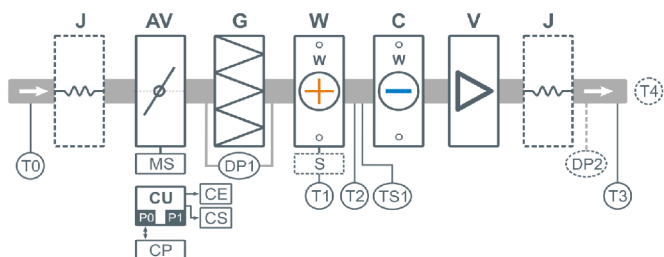 J AV G W C V J
W W
T4
T0 MS DP1 S DP2
T1 T2 TS1 T3
CU CE
P0 P1 CS
CP